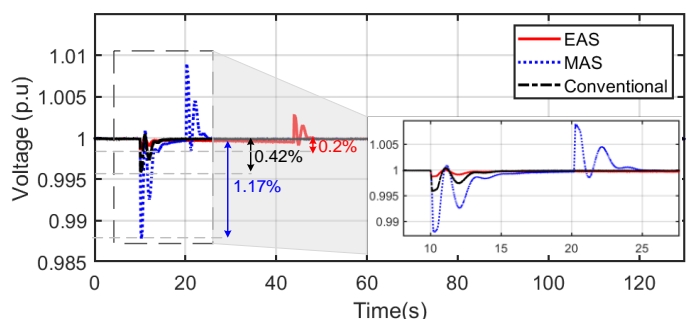 1.01
1.005
1
0.995
0.99
0.985
Voltage (p.u)
0 20 40 60 80 100 120
Time(s)
EAS
MAS
Conventional
0.2%
0.42%
1.17%
1.005
1
0.995
0.99
10 15 20 25